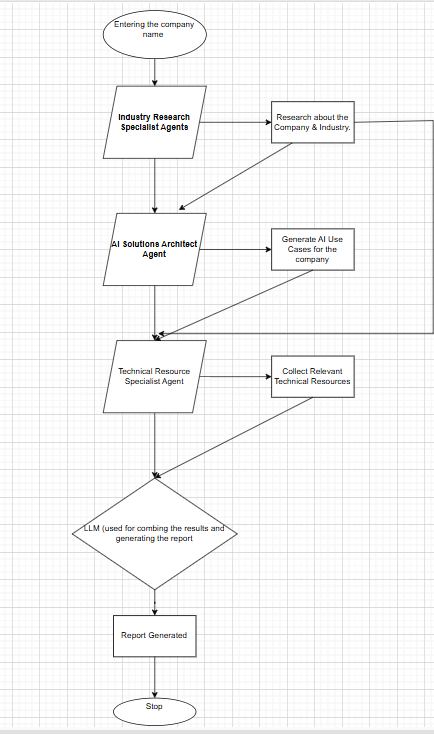 Entering the company
name
Industry Research
Specialist Agents
Research about the
Company & Industry.
AI Solutions Architect
Agent
Generate AI Use
Cases for the
company
Technical Resource
Specialist Agent
Collect Relevant
Technical Resources
LLM (used for combing the results and
generating the report
Report Generated
Stop